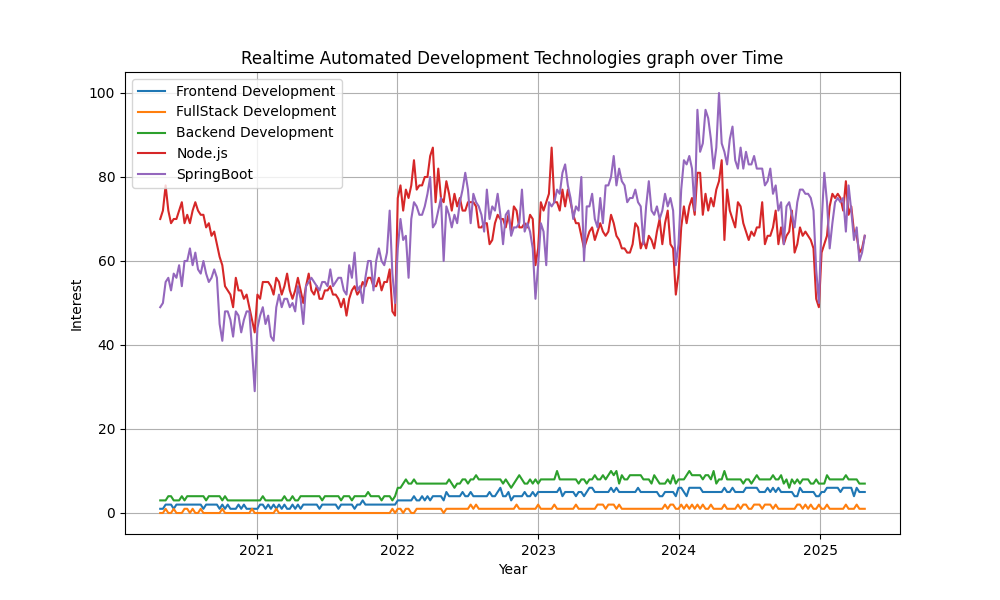 Realtime Automated Development Technologies graph over Time
Frontend Development
FullStack Development
Backend Development
Node.js
SpringBoot
100
80
60
40
20
0
Interest
2021
2022
2023
2024
2025
Year